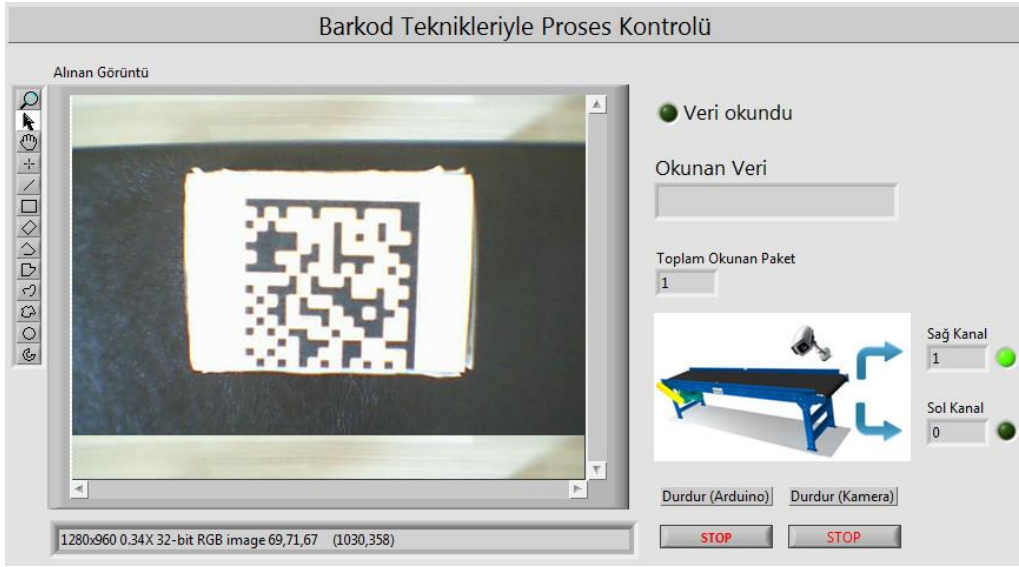 Barkod Teknikleriyle Proses Kontrolü
Alınan Görüntü
Veri okundu
Okunan Veri
Toplam Okunan Paket
1
Sağ Kanal
1
Sol Kanal
0
Durdur (Arduino) Durdur (Kamera)
STOP STOP
1280x960 0.34X 32-bit RGB image 69,71,67 (1030,358)